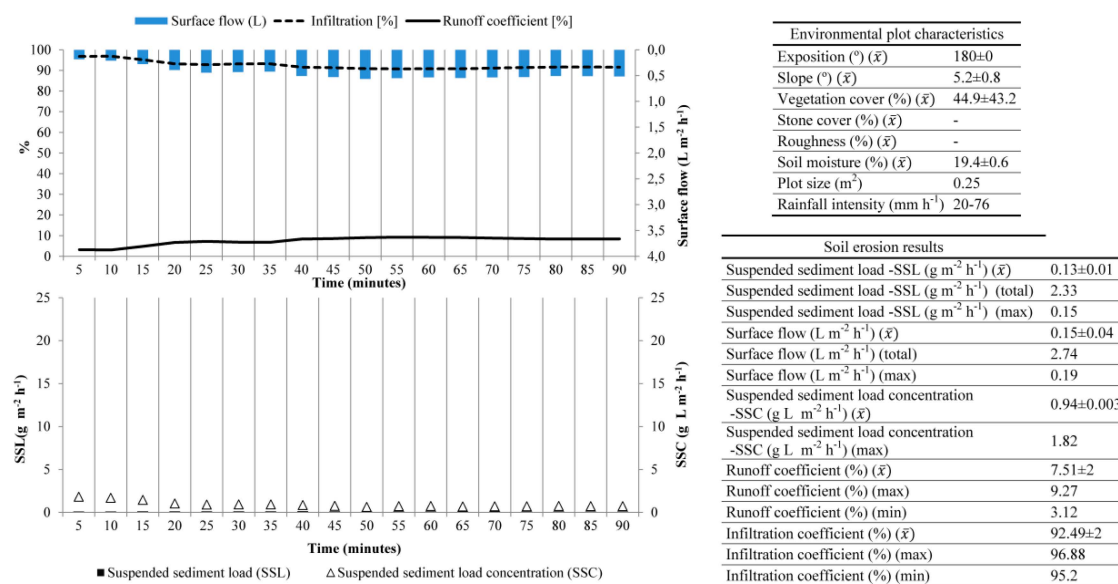 Surface flow (L) Infiltration [%] Runoff coefficient [%]
100
90
80
70
60
50
40
30
20
10
0
%
0,0
0,5
1,0
1,5
2,0
2,5
3,0
3,5
4,0
Surface flow (L m⁻² h⁻¹)
5 10 15 20 25 30 35 40 45 50 55 60 65 70 75 80 85 90
Time (minutes)
25
20
15
10
5
0
SSL(g m⁻² h⁻¹)
25
20
15
10
5
0
SSC (g L m⁻² h⁻¹)
5 10 15 20 25 30 35 40 45 50 55 60 65 70 75 80 85 90
Time (minutes)
Suspended sediment load (SSL) Suspended sediment load concentration (SSC)
Environmental plot characteristics
Exposition (º) (x̄) 180±0
Slope (º) (x̄) 5.2±0.8
Vegetation cover (%) (x̄) 44.9±43.2
Stone cover (%) (x̄) -
Roughness (%) (x̄) -
Soil moisture (%) (x̄) 19.4±0.6
Plot size (m²) 0.25
Rainfall intensity (mm h⁻¹) 20-76
Soil erosion results
Suspended sediment load -SSL (g m⁻² h⁻¹) (x̄) 0.13±0.01
Suspended sediment load -SSL (g m⁻² h⁻¹) (total) 2.33
Suspended sediment load -SSL (g m⁻² h⁻¹) (max) 0.15
Surface flow (L m⁻² h⁻¹) (x̄) 0.15±0.04
Surface flow (L m⁻² h⁻¹) (total) 2.74
Surface flow (L m⁻² h⁻¹) (max) 0.19
Suspended sediment load concentration
-SSC (g L m⁻² h⁻¹) (x̄) 0.94±0.003
Suspended sediment load concentration
-SSC (g L m⁻² h⁻¹) (max) 1.82
Runoff coefficient (%) (x̄) 7.51±2
Runoff coefficient (%) (max) 9.27
Runoff coefficient (%) (min) 3.12
Infiltration coefficient (%) (x̄) 92.49±2
Infiltration coefficient (%) (max) 96.88
Infiltration coefficient (%) (min) 95.2